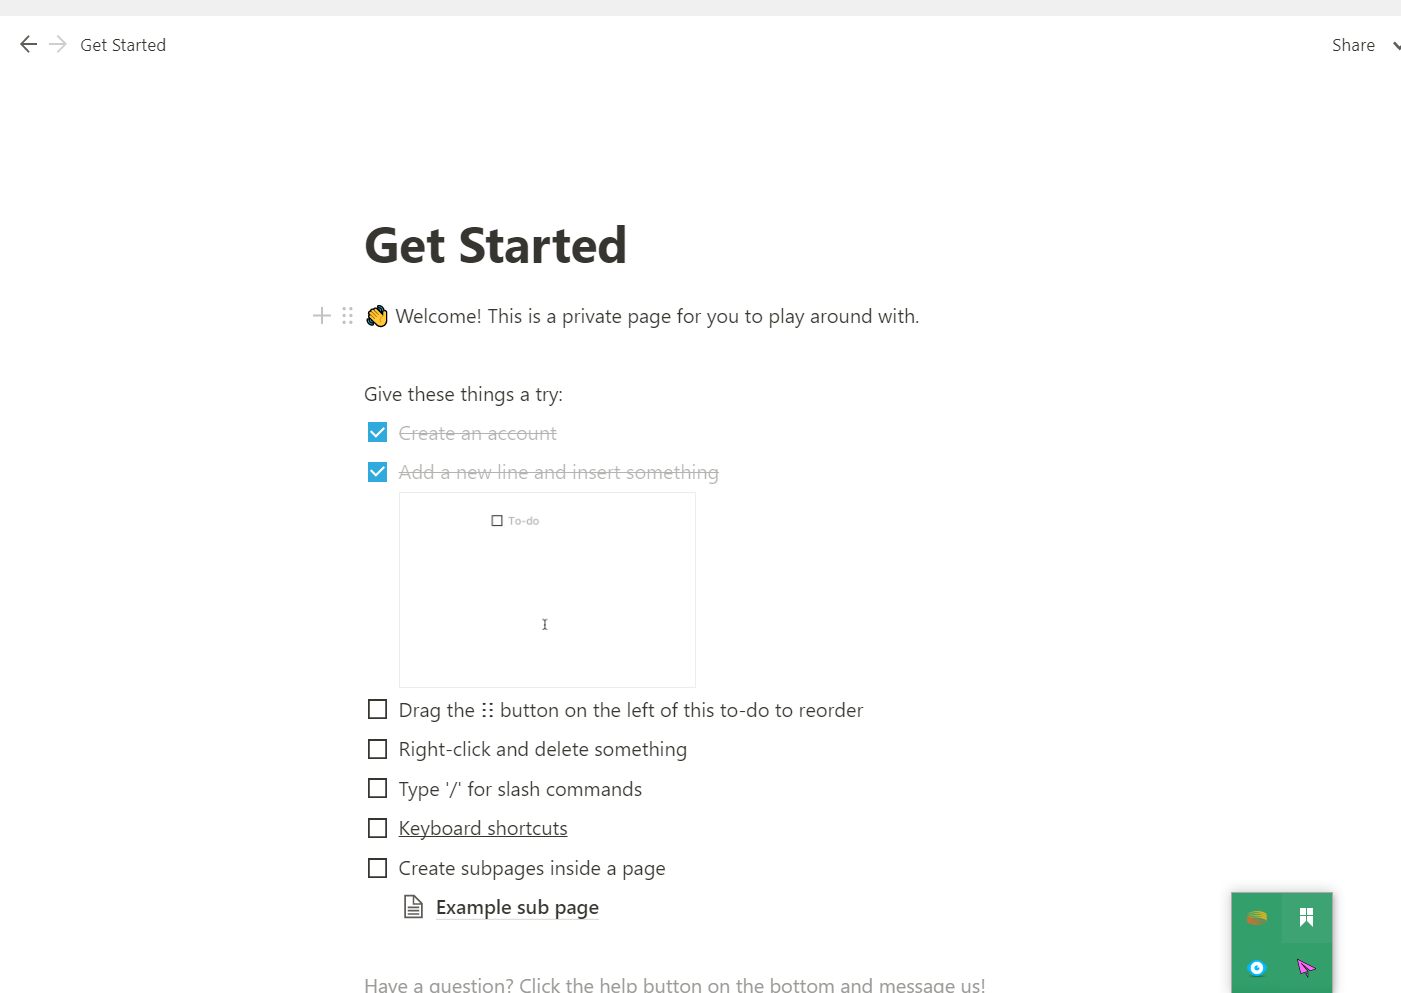 Get Started
Share
Get Started
👋 Welcome! This is a private page for you to play around with.
Give these things a try:
Create an account
Add a new line and insert something
To-do
Drag the ⠿ button on the left of this to-do to reorder
Right-click and delete something
Type '/' for slash commands
Keyboard shortcuts
Create subpages inside a page
Example sub page
Have a question? Click the help button on the bottom and message us!